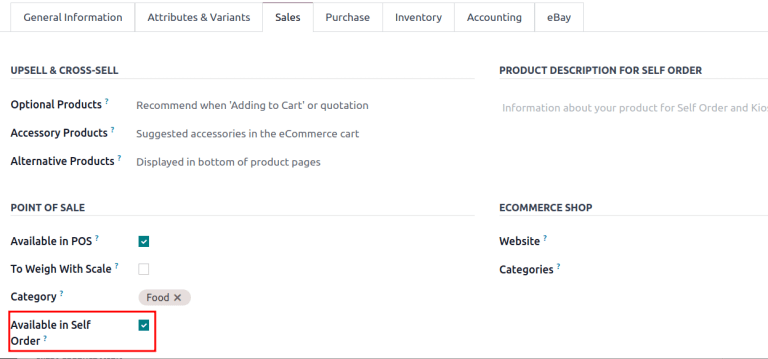 General Information Attributes & Variants Sales Purchase Inventory Accounting eBay
UPSELL & CROSS-SELL
PRODUCT DESCRIPTION FOR SELF ORDER
Optional Products ? Recommend when 'Adding to Cart' or quotation
Information about your product for Self Order and Kios
Accessory Products ? Suggested accessories in the eCommerce cart
Alternative Products ? Displayed in bottom of product pages
POINT OF SALE
ECOMMERCE SHOP
Available in POS ?
Website ?
To Weigh With Scale ?
Categories ?
Category ? Food ×
Available in Self
Order ?